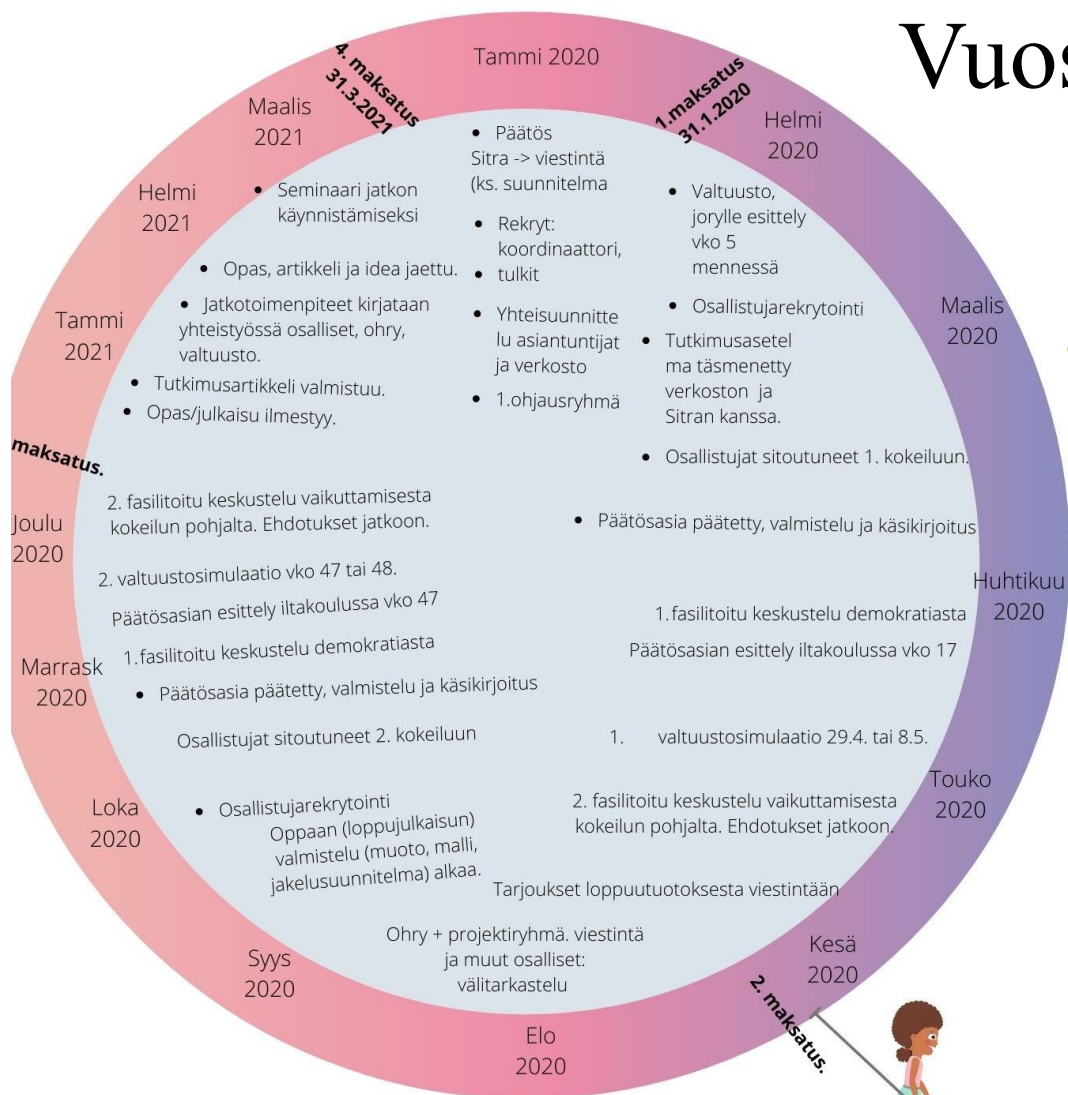 Vuos
Tammi 2020
1.maksatus
31.1.2020
Helmi
2020
Maalis
2020
Huhtikuu
2020
Touko
2020
Kesä
2020
2. maksatus.
Elo
2020
Syys
2020
Loka
2020
Marrask
2020
Joulu
2020
maksatus.
Tammi
2021
Helmi
2021
Maalis
2021
4. maksatus
31.3.2021
• Päätös
Sitra -> viestintä
(ks. suunnitelma
• Rekryt:
koordinaattori,
• tulkit
• Yhteisuunnitte
lu asiantuntijat
ja verkosto
• 1.ohjausryhmä
• Valtuusto,
jorylle esittely
vko 5
mennessä
• Osallistujarekrytointi
• Tutkimusasetel
ma täsmenetty
verkoston ja
Sitran kanssa.
• Osallistujat sitoutuneet 1. kokeiluun.
• Päätösasia päätetty, valmistelu ja käsikirjoitus
1.fasilitoitu keskustelu demokratiasta
Päätösasian esittely iltakoulussa vko 17
1. valtuustosimulaatio 29.4. tai 8.5.
2. fasilitoitu keskustelu vaikuttamisesta
kokeilun pohjalta. Ehdotukset jatkoon.
Tarjoukset loppuutuotoksesta viestintään
Ohry + projektiryhmä. viestintä
ja muut osalliset:
välitarkastelu
• Osallistujarekrytointi
Oppaan (loppujulkaisun)
valmistelu (muoto, malli,
jakelusuunnitelma) alkaa.
Osallistujat sitoutuneet 2. kokeiluun
• Päätösasia päätetty, valmistelu ja käsikirjoitus
1.fasilitoitu keskustelu demokratiasta
Päätösasian esittely iltakoulussa vko 47
2. valtuustosimulaatio vko 47 tai 48.
2. fasilitoitu keskustelu vaikuttamisesta
kokeilun pohjalta. Ehdotukset jatkoon.
• Opas/julkaisu ilmestyy.
• Tutkimusartikkeli valmistuu.
• Jatkotoimenpiteet kirjataan
yhteistyössä osalliset, ohry,
valtuusto.
• Opas, artikkeli ja idea jaettu.
• Seminaari jatkon
käynnistämiseksi